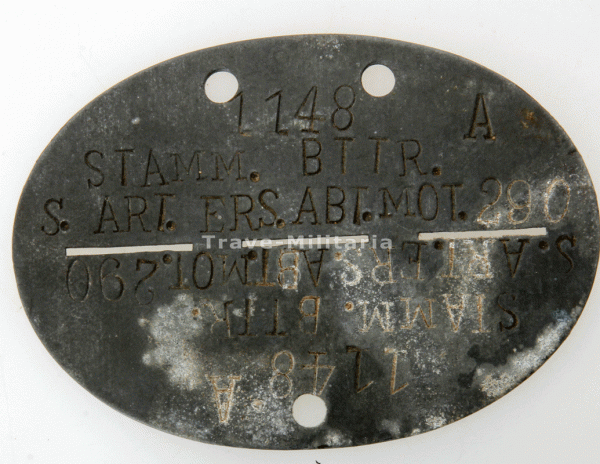 1148 A
STAMM. BTTR.
S. ART. ERS. ABT. MOT. 290
Trave-Militaria
S. ART. ERS. ABT. MOT. 290
STAMM. BTTR.
1148 A